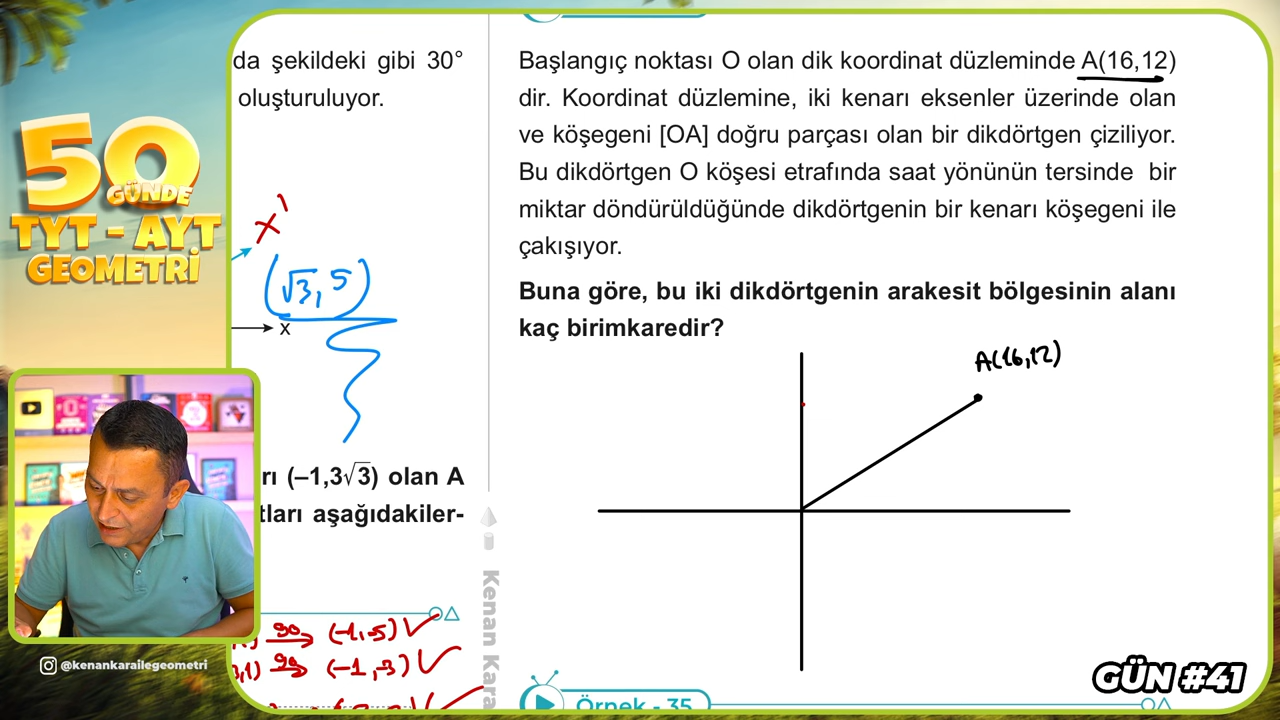 da şekildeki gibi 30°
oluşturuluyor.
x'
(√3, 5)
x
rı (–1,3√3) olan A
tları aşağıdakiler-
90 (-1,-5)
,1) 90 (-1,-3)
Kenan Kara
Başlangıç noktası O olan dik koordinat düzleminde A(16,12)
dir. Koordinat düzlemine, iki kenarı eksenler üzerinde olan
ve köşegeni [OA] doğru parçası olan bir dikdörtgen çiziliyor.
Bu dikdörtgen O köşesi etrafında saat yönünün tersinde bir
miktar döndürüldüğünde dikdörtgenin bir kenarı köşegeni ile
çakışıyor.
Buna göre, bu iki dikdörtgenin arakesit bölgesinin alanı
kaç birimkaredir?
A(16,12)
Örnek - 35
50
GÜNDE
TYT - AYT
GEOMETRİ
@kenankarailegeometri
GÜN #41